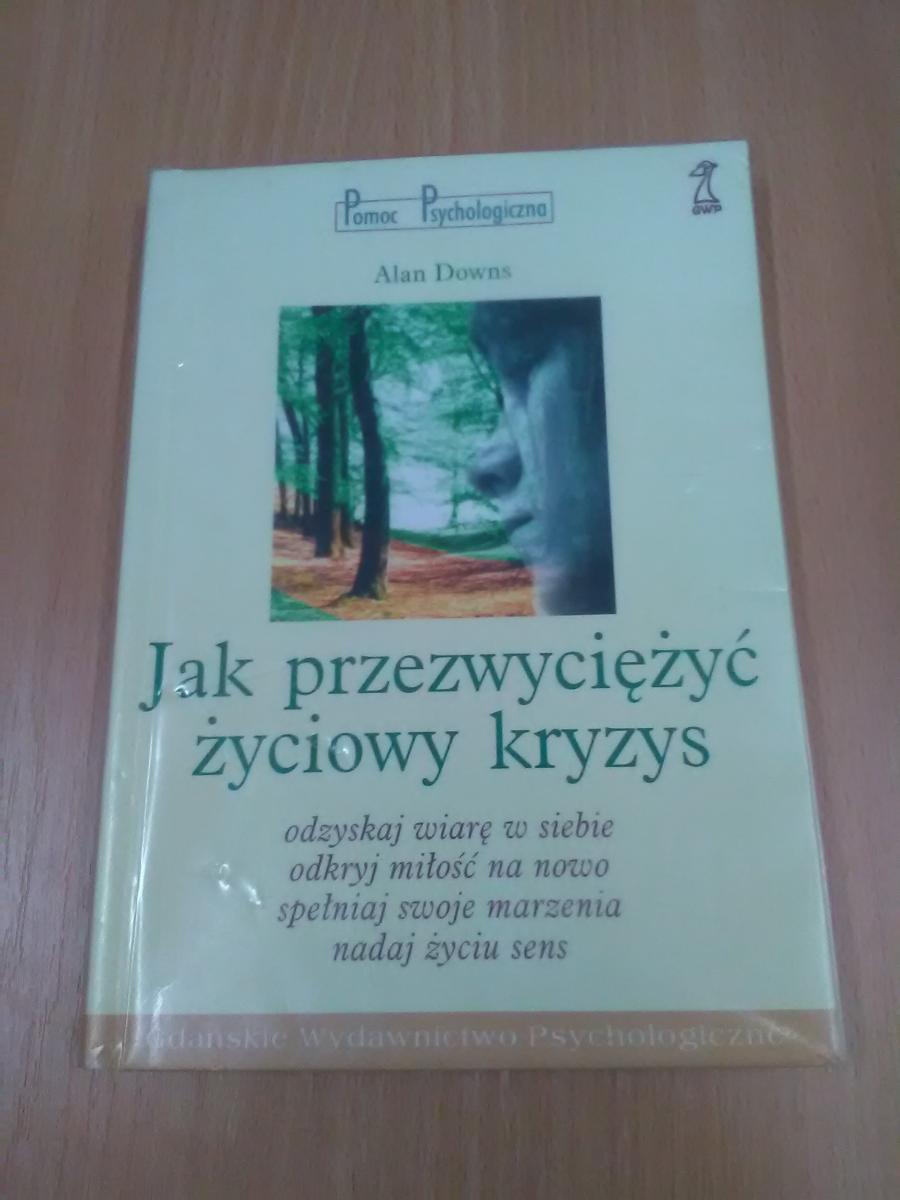 Pomoc Psychologiczna
GWP
Alan Downs
Jak przezwyciężyć
życiowy kryzys
odzyskaj wiarę w siebie
odkryj miłość na nowo
spełniaj swoje marzenia
nadaj życiu sens
Gdańskie Wydawnictwo Psychologiczne